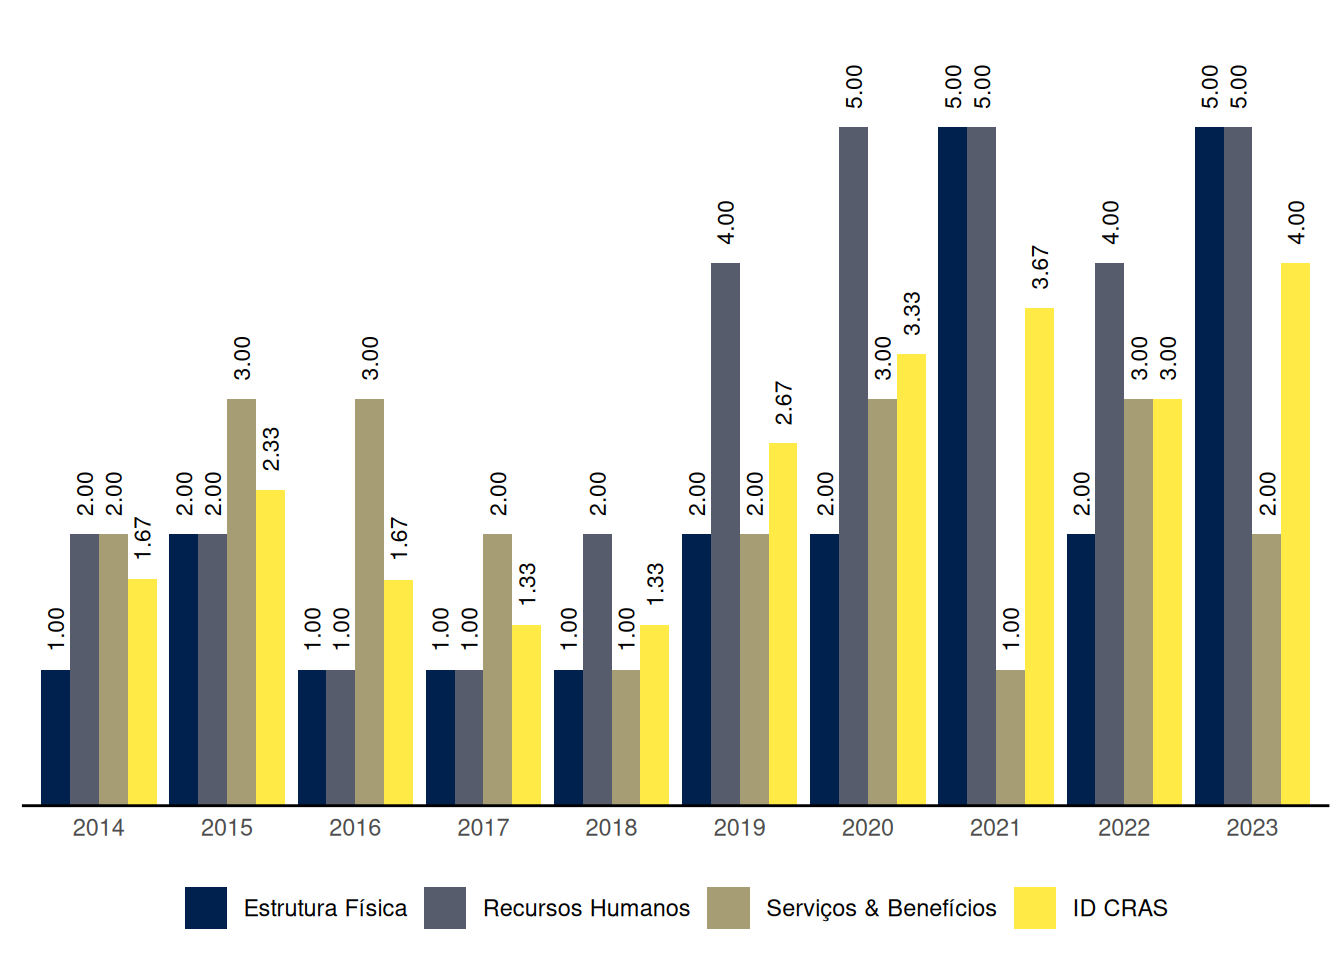 5.00 5.00 5.00 5.00 5.00
4.00 4.00 4.00
3.67
3.00 3.00 3.33 3.00 3.00 3.00
2.33 2.67
2.00 2.00 2.00 2.00 2.00 2.00 2.00 2.00 2.00 2.00 2.00
1.67 1.67
1.33 1.33
1.00 1.00 1.00 1.00 1.00 1.00 1.00 1.00
2014 2015 2016 2017 2018 2019 2020 2021 2022 2023
Estrutura Física Recursos Humanos Serviços & Benefícios ID CRAS